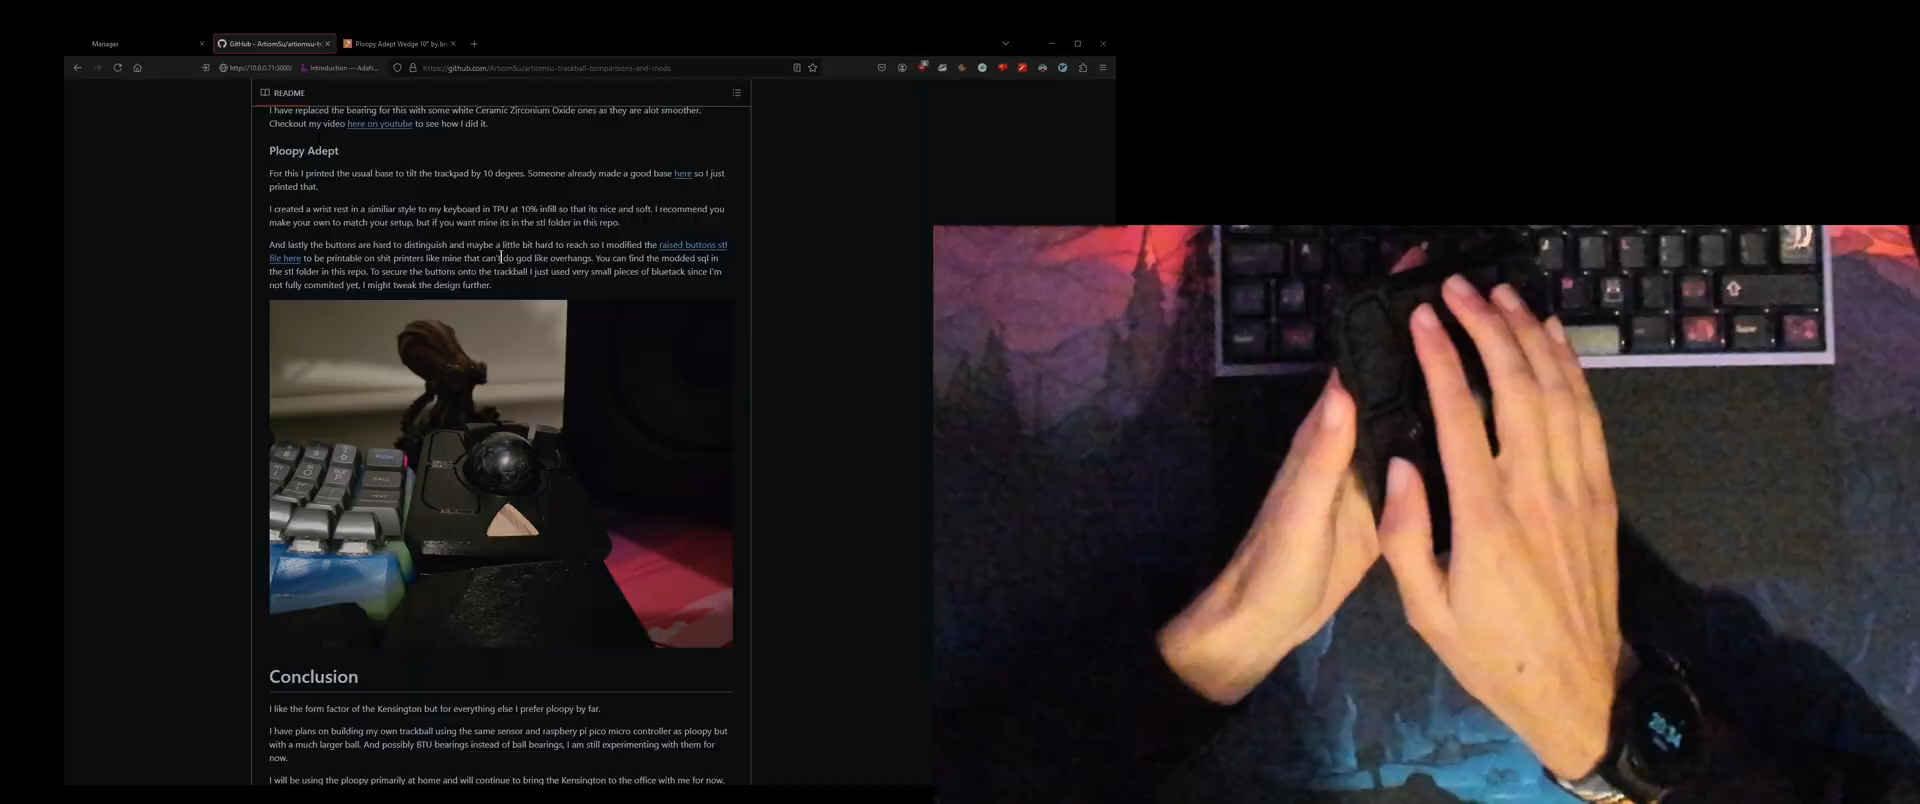 Manager
GitHub - ArtiomSu/artiomsu-tr
Ploopy Adept Wedge 10° by br
http://10.0.0.71:3000/
Introduction — Adafr...
https://github.com/ArtiomSu/artiomsu-trackball-comparisons-and-mods
README
I have replaced the bearing for this with some white Ceramic Zirconium Oxide ones as they are alot smoother.
Checkout my video here on youtube to see how I did it.
Ploopy Adept
For this I printed the usual base to tilt the trackpad by 10 degees. Someone already made a good base here so I just
printed that.
I created a wrist rest in a similiar style to my keyboard in TPU at 10% infill so that its nice and soft. I recommend you
make your own to match your setup, but if you want mine its in the stl folder in this repo.
And lastly the buttons are hard to distinguish and maybe a little bit hard to reach so I modified the raised buttons stl
file here to be printable on shit printers like mine that can't do god like overhangs. You can find the modded sql in
the stl folder in this repo. To secure the buttons onto the trackball I just used very small pieces of bluetack since I'm
not fully commited yet, I might tweak the design further.
PUSH
CALL
Conclusion
I like the form factor of the Kensington but for everything else I prefer ploopy by far.
I have plans on building my own trackball using the same sensor and raspbery pi pico micro controller as ploopy but
with a much larger ball. And possibly BTU bearings instead of ball bearings, I am still experimenting with them for
now.
I will be using the ploopy primarily at home and will continue to bring the Kensington to the office with me for now.